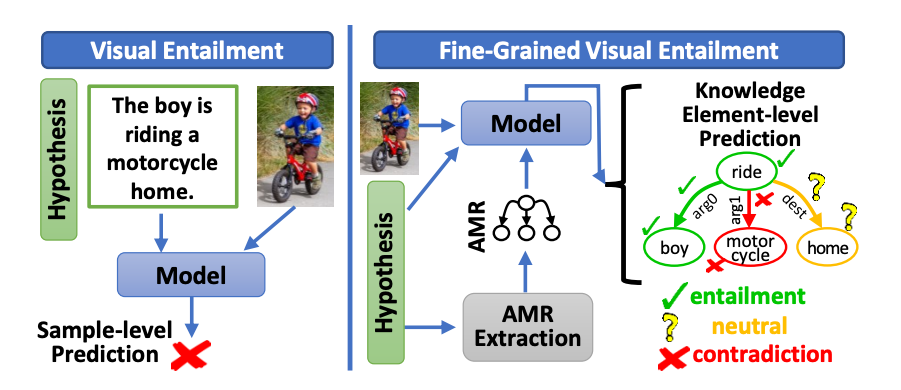 Visual Entailment
Hypothesis
The boy is
riding a
motorcycle
home.
Model
Sample-level
Prediction
Fine-Grained Visual Entailment
Hypothesis
Model
AMR
AMR
Extraction
Knowledge
Element-level
Prediction
ride
arg0
arg1
dest
boy
motor
cycle
home
entailment
neutral
contradiction